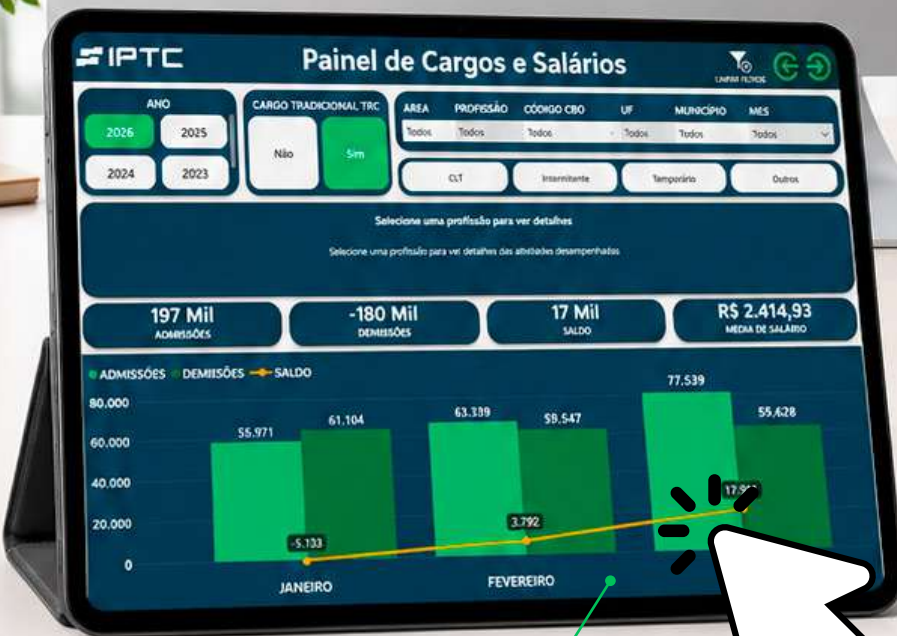 IPTC
Painel de Cargos e Salários
LIMPAR FILTROS
ANO
2026 2025
2024 2023
CARGO TRADICIONAL TRC
Não Sim
AREA PROFISSÃO CÓDIGO CBO UF MUNICÍPIO MES
Todos Todos Todos Todos Todos Todos
CLT Intermitente Temporário Outros
Selecione uma profissão para ver detalhes
Selecione uma profissão para ver detalhes das atividades desempenhadas
197 Mil
ADMISSÕES
-180 Mil
DEMISSÕES
17 Mil
SALDO
R$ 2.414,93
MEDIA DE SALÁRIO
ADMISSÕES DEMIISÕES SALDO
80.000
60.000
40.000
20.000
0
55.971 61.104 63.339 59.547 77.539 55.628
-5.133 3.792
JANEIRO FEVEREIRO